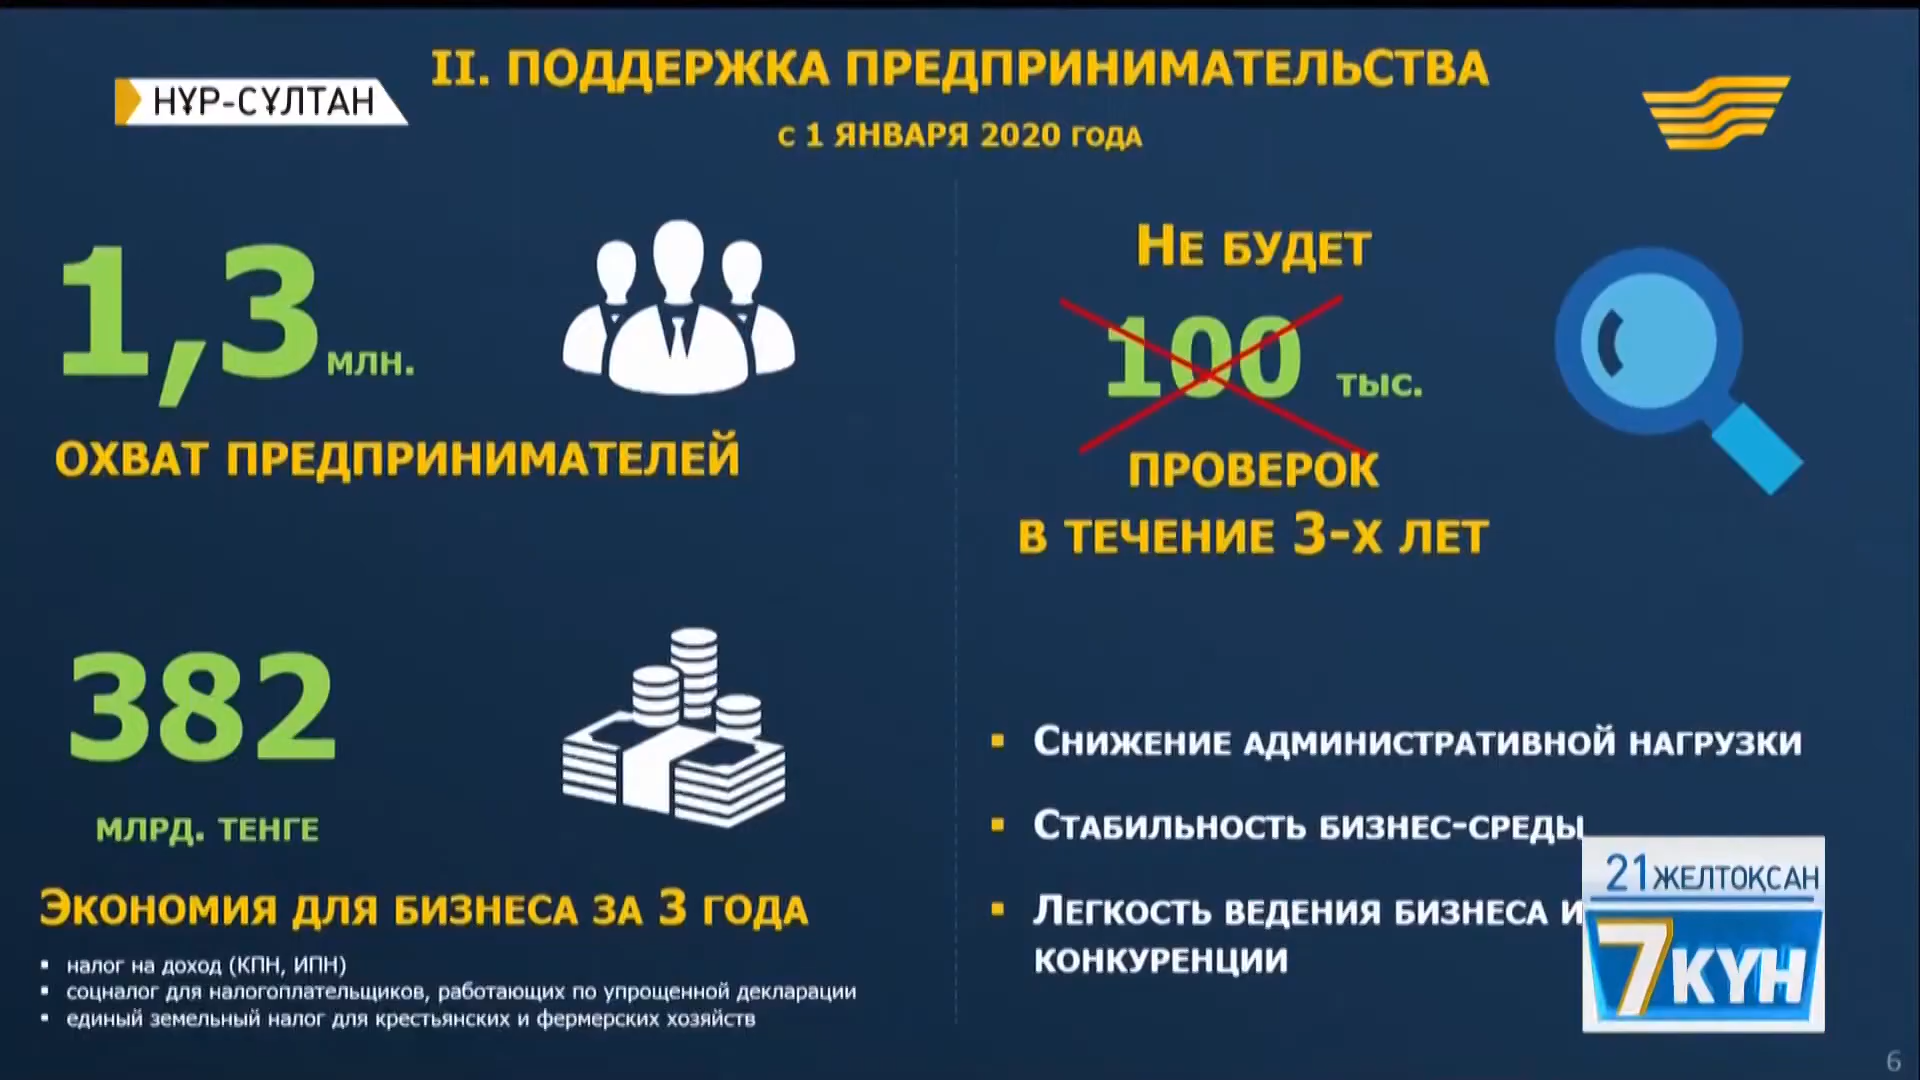 II. ПОДДЕРЖКА ПРЕДПРИНИМАТЕЛЬСТВА
НҰР-СҰЛТАН
С 1 ЯНВАРЯ 2020 ГОДА
1,3 МЛН.
ОХВАТ ПРЕДПРИНИМАТЕЛЕЙ
382
МЛРД. ТЕНГЕ
ЭКОНОМИЯ ДЛЯ БИЗНЕСА ЗА 3 ГОДА
▪ налог на доход (КПН, ИПН)
▪ соцналог для налогоплательщиков, работающих по упрощенной декларации
▪ единый земельный налог для крестьянских и фермерских хозяйств
НЕ БУДЕТ
100 ТЫС.
ПРОВЕРОК
В ТЕЧЕНИЕ 3-Х ЛЕТ
▪ СНИЖЕНИЕ АДМИНИСТРАТИВНОЙ НАГРУЗКИ
▪ СТАБИЛЬНОСТЬ БИЗНЕС-СРЕДЫ
▪ ЛЕГКОСТЬ ВЕДЕНИЯ БИЗНЕСА И
КОНКУРЕНЦИИ
21 ЖЕЛТОҚСАН
7 КҮН
6